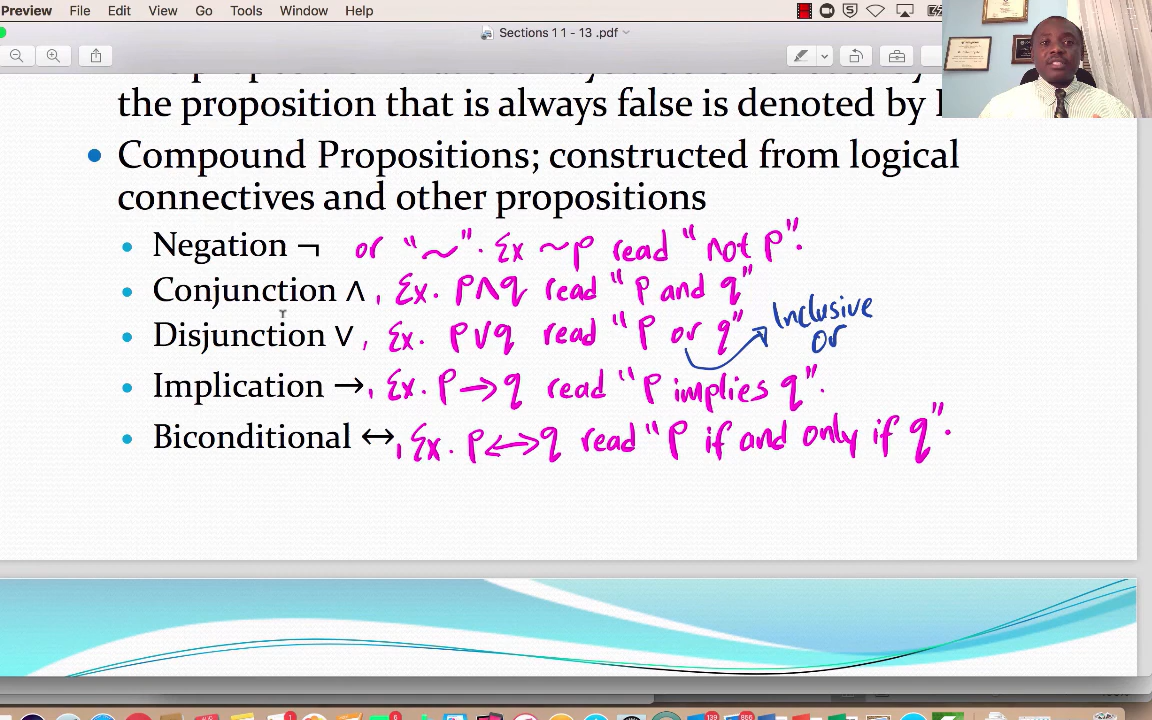 Preview File Edit View Go Tools Window Help
Sections 1 1 - 13 .pdf
the proposition that is always false is denoted by
• Compound Propositions; constructed from logical
connectives and other propositions
• Negation ¬ or "~". Ex ~p read "not p".
• Conjunction ∧, Ex. p∧q read "p and q"
• Disjunction ∨, Ex. p∨q read "p or q" Inclusive
or
• Implication →, Ex. p→q read "p implies q".
• Biconditional ↔, Ex. p↔q read "p if and only if q".